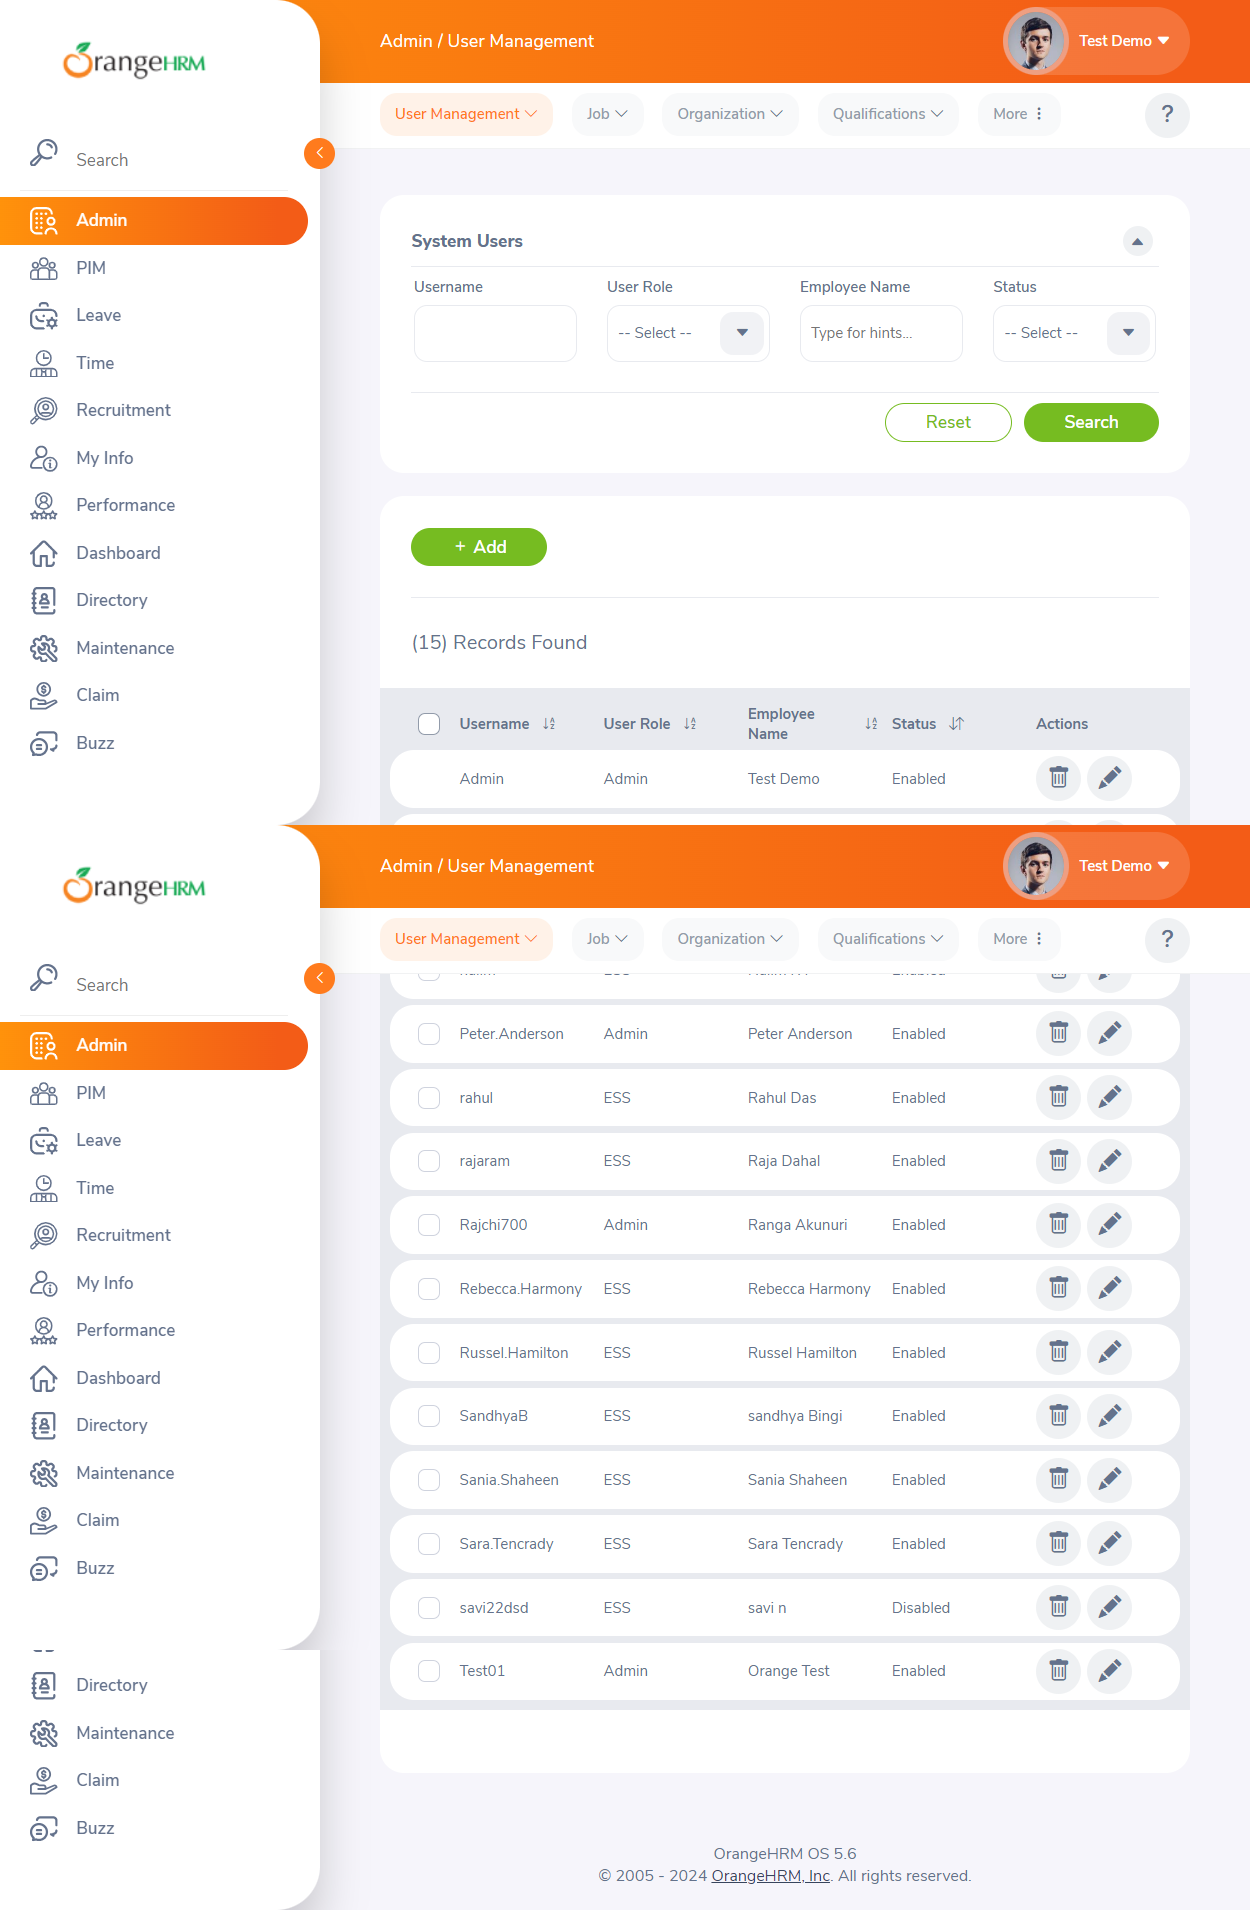 OrangeHRM
Admin / User Management
Test Demo
User Management
Job
Organization
Qualifications
More
?
Search
Admin
PIM
Leave
Time
Recruitment
My Info
Performance
Dashboard
Directory
Maintenance
Claim
Buzz
System Users
Username
User Role
Employee Name
Status
-- Select --
Type for hints...
-- Select --
Reset
Search
+ Add
(15) Records Found
Username
User Role
Employee
Name
Status
Actions
Admin Admin Test Demo Enabled
OrangeHRM
Admin / User Management
Test Demo
User Management
Job
Organization
Qualifications
More
?
Search
Admin
PIM
Leave
Time
Recruitment
My Info
Performance
Dashboard
Directory
Maintenance
Claim
Buzz
Peter.Anderson Admin Peter Anderson Enabled
rahul ESS Rahul Das Enabled
rajaram ESS Raja Dahal Enabled
Rajchi700 Admin Ranga Akunuri Enabled
Rebecca.Harmony ESS Rebecca Harmony Enabled
Russel.Hamilton ESS Russel Hamilton Enabled
SandhyaB ESS sandhya Bingi Enabled
Sania.Shaheen ESS Sania Shaheen Enabled
Sara.Tencrady ESS Sara Tencrady Enabled
savi22dsd ESS savi n Disabled
Test01 Admin Orange Test Enabled
Directory
Maintenance
Claim
Buzz
OrangeHRM OS 5.6
© 2005 - 2024 OrangeHRM, Inc. All rights reserved.